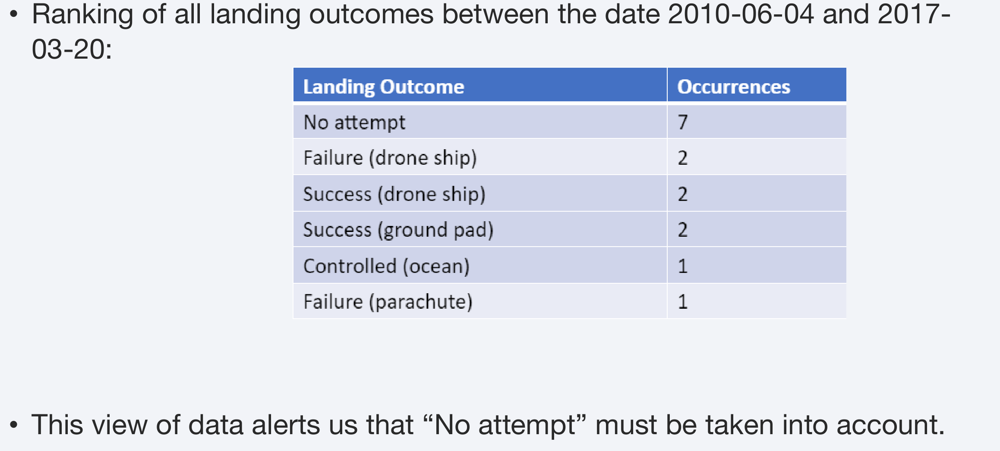 • Ranking of all landing outcomes between the date 2010-06-04 and 2017-
03-20:
Landing Outcome Occurrences
No attempt 7
Failure (drone ship) 2
Success (drone ship) 2
Success (ground pad) 2
Controlled (ocean) 1
Failure (parachute) 1
• This view of data alerts us that “No attempt” must be taken into account.